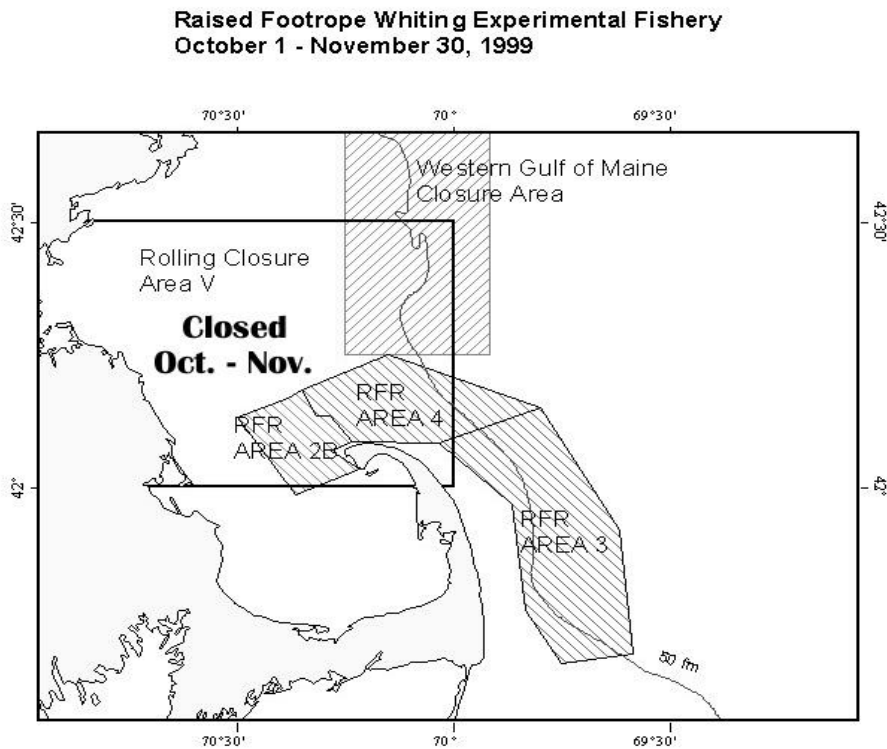 Raised Footrope Whiting Experimental Fishery
October 1 - November 30, 1999
70°30'
70°
69°30'
Western Gulf of Maine
Closure Area
42°30'
42°30'
Rolling Closure
Area V
Closed
Oct. - Nov.
RFR
AREA 4
RFR
AREA 2B
42°
42°
RFR
AREA 3
50 fm
70°30'
70°
69°30'